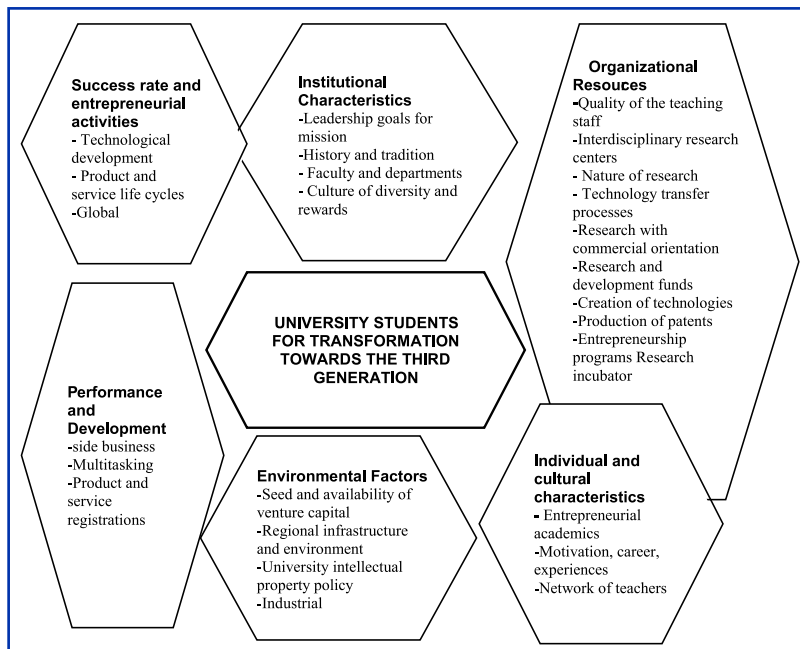 Success rate and
entrepreneurial
activities
- Technological
development
- Product and
service life cycles
-Global
Institutional
Characteristics
-Leadership goals for
mission
-History and tradition
- Faculty and departments
- Culture of diversity and
rewards
Organizational
Resouces
-Quality of the teaching
staff
-Interdisciplinary research
centers
- Nature of research
- Technology transfer
processes
-Research with
commercial orientation
-Research and
development funds
-Creation of technologies
-Production of patents
-Entrepreneurship
programs Research
incubator
UNIVERSITY STUDENTS
FOR TRANSFORMATION
TOWARDS THE THIRD
GENERATION
Performance
and
Development
-side business
-Multitasking
-Product and
service
registrations
Environmental Factors
-Seed and availability of
venture capital
-Regional infrastructure
and environment
-University intellectual
property policy
-Industrial
Individual and
cultural
characteristics
- Entrepreneurial
academics
-Motivation, career,
experiences
-Network of teachers